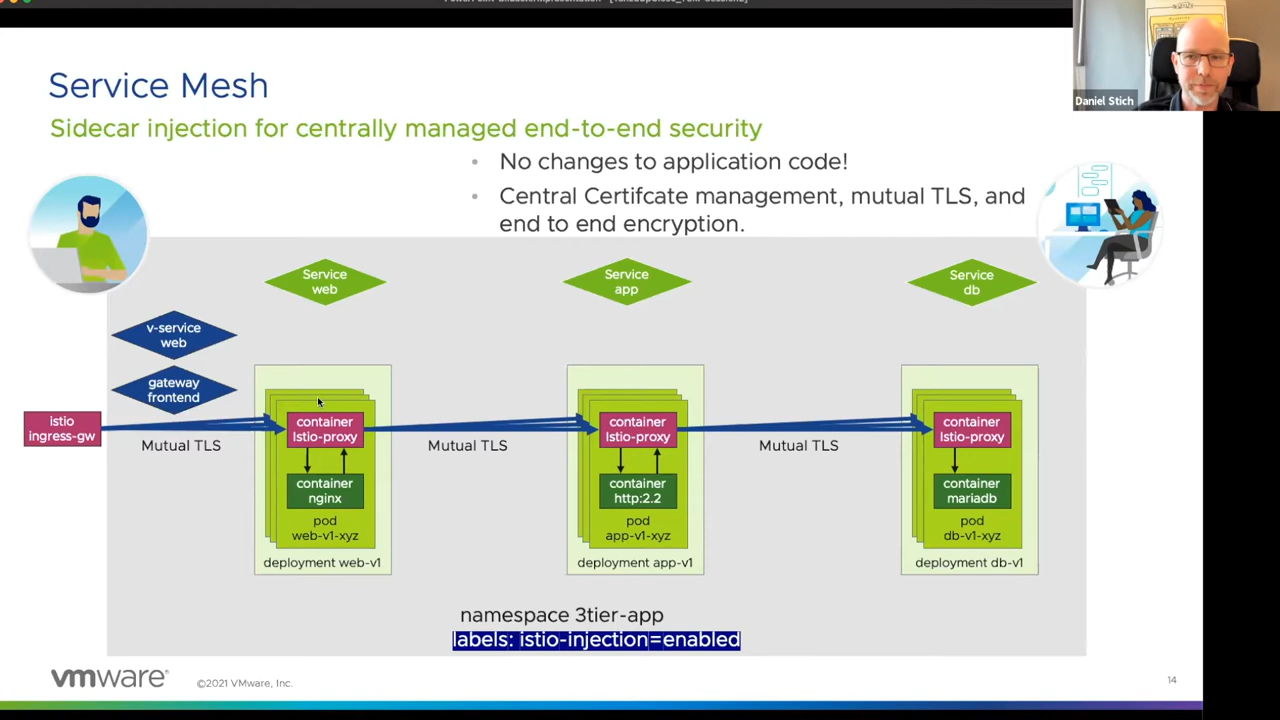 Daniel Stich
Service Mesh
Sidecar injection for centrally managed end-to-end security
• No changes to application code!
• Central Certifcate management, mutual TLS, and
end to end encryption.
Service
web
Service
app
Service
db
v-service
web
gateway
frontend
istio
ingress-gw
Mutual TLS
container
Istio-proxy
container
nginx
pod
web-v1-xyz
deployment web-v1
Mutual TLS
container
Istio-proxy
container
http:2.2
pod
app-v1-xyz
deployment app-v1
Mutual TLS
container
Istio-proxy
container
mariadb
pod
db-v1-xyz
deployment db-v1
namespace 3tier-app
labels: istio-injection=enabled
vmware®
©2021 VMware, Inc.
14